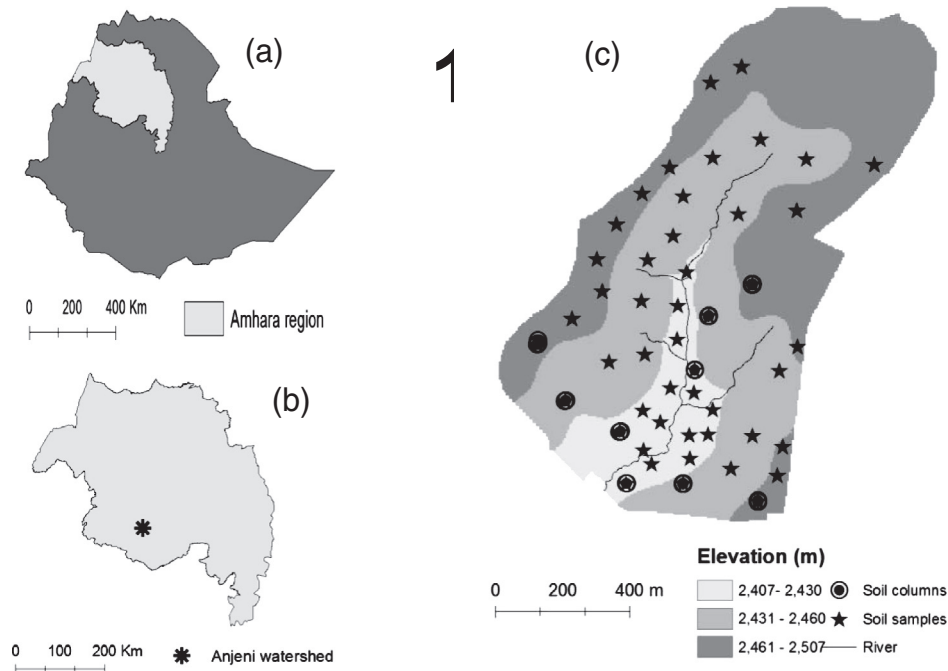 (a)
0 200 400 Km
Amhara region
(b)
0 100 200 Km
Anjeni watershed
1
(c)
0 200 400 m
Elevation (m)
2,407- 2,430 Soil columns
2,431 - 2,460 Soil samples
2,461 - 2,507 River